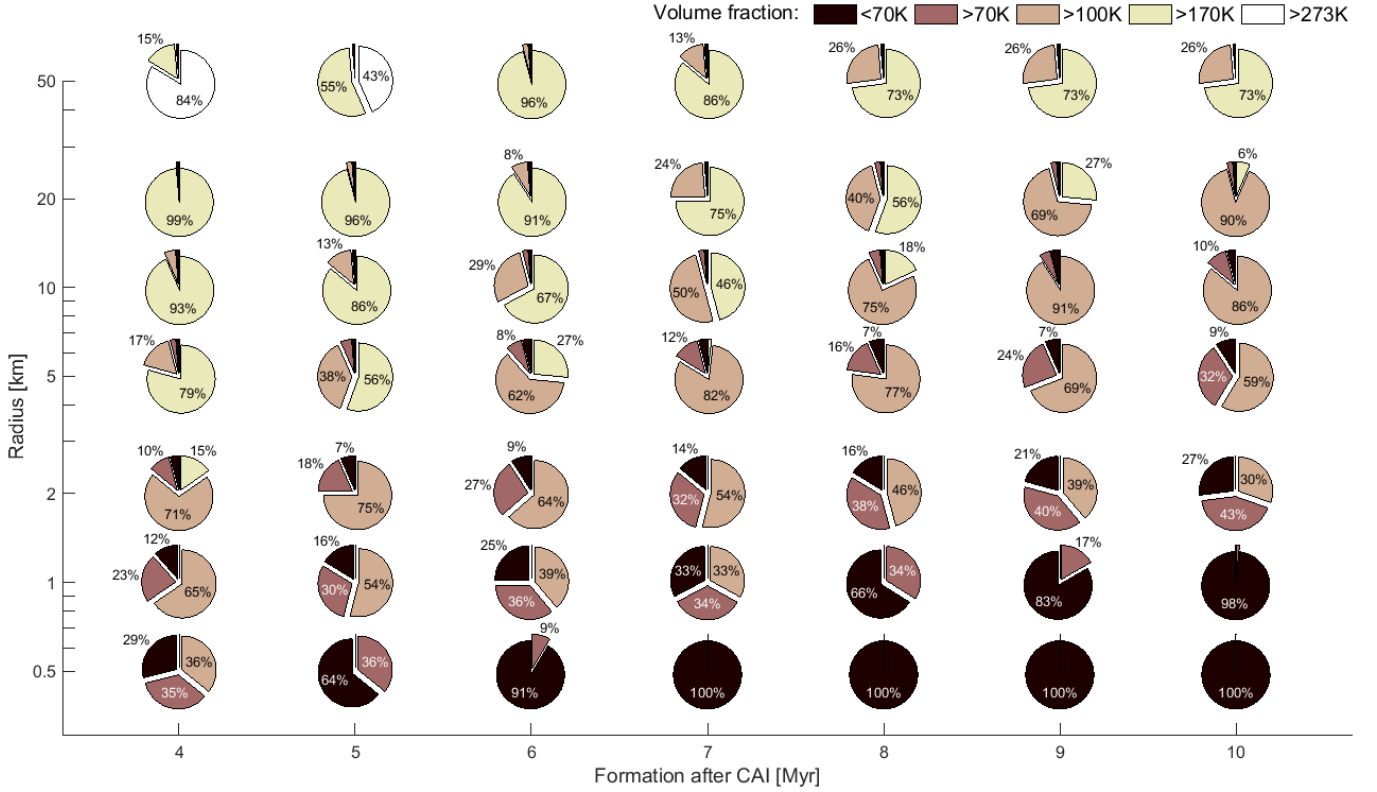 Volume fraction: <70K >70K >100K >170K >273K
15% 13% 26% 26% 26%
50 84% 55% 43% 96% 86% 73% 73% 73%
8% 24% 27% 6%
20 99% 96% 91% 75% 40% 56% 69% 90%
13% 29% 18% 10%
10 93% 86% 67% 50% 46% 75% 91% 86%
17% 8% 27% 12% 16% 7% 24% 7% 9%
5 79% 38% 56% 62% 82% 77% 69% 32% 59%
10% 15% 18% 7% 27% 9% 14% 16% 21% 27%
2 71% 75% 64% 32% 54% 38% 46% 40% 39% 43% 30%
12% 23% 16% 25% 17%
1 65% 30% 54% 36% 39% 33% 33% 34% 66% 34% 83% 98%
29% 9%
0.5 36% 35% 64% 36% 91% 100% 100% 100% 100%
Radius [km]
4 5 6 7 8 9 10
Formation after CAI [Myr]